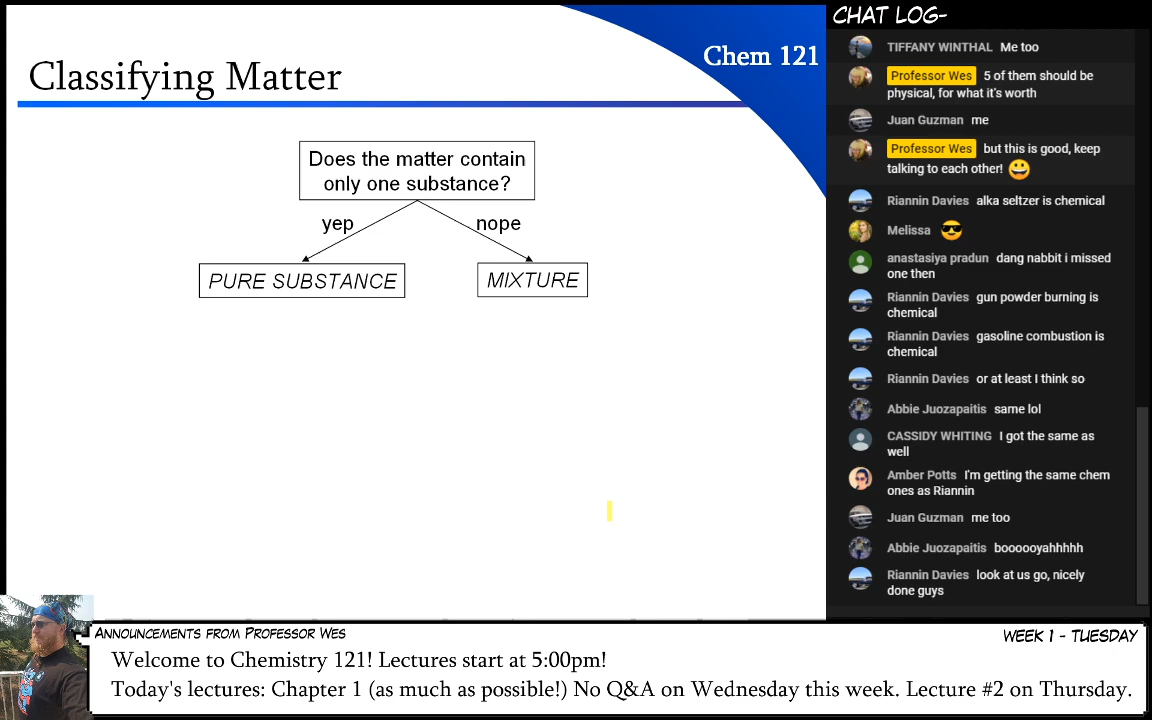 Chem 121
Classifying Matter
Does the matter contain
only one substance?
yep
nope
PURE SUBSTANCE
MIXTURE
CHAT LOG-
TIFFANY WINTHAL Me too
Professor Wes 5 of them should be
physical, for what it's worth
Juan Guzman me
Professor Wes but this is good, keep
talking to each other! 😀
Riannin Davies alka seltzer is chemical
Melissa 😎
anastasiya pradun dang nabbit i missed
one then
Riannin Davies gun powder burning is
chemical
Riannin Davies gasoline combustion is
chemical
Riannin Davies or at least I think so
Abbie Juozapaitis same lol
CASSIDY WHITING I got the same as
well
Amber Potts I'm getting the same chem
ones as Riannin
Juan Guzman me too
Abbie Juozapaitis boooooyahhhhh
Riannin Davies look at us go, nicely
done guys
ANNOUNCEMENTS FROM PROFESSOR WES
WEEK 1 - TUESDAY
Welcome to Chemistry 121! Lectures start at 5:00pm!
Today's lectures: Chapter 1 (as much as possible!) No Q&A on Wednesday this week. Lecture #2 on Thursday.